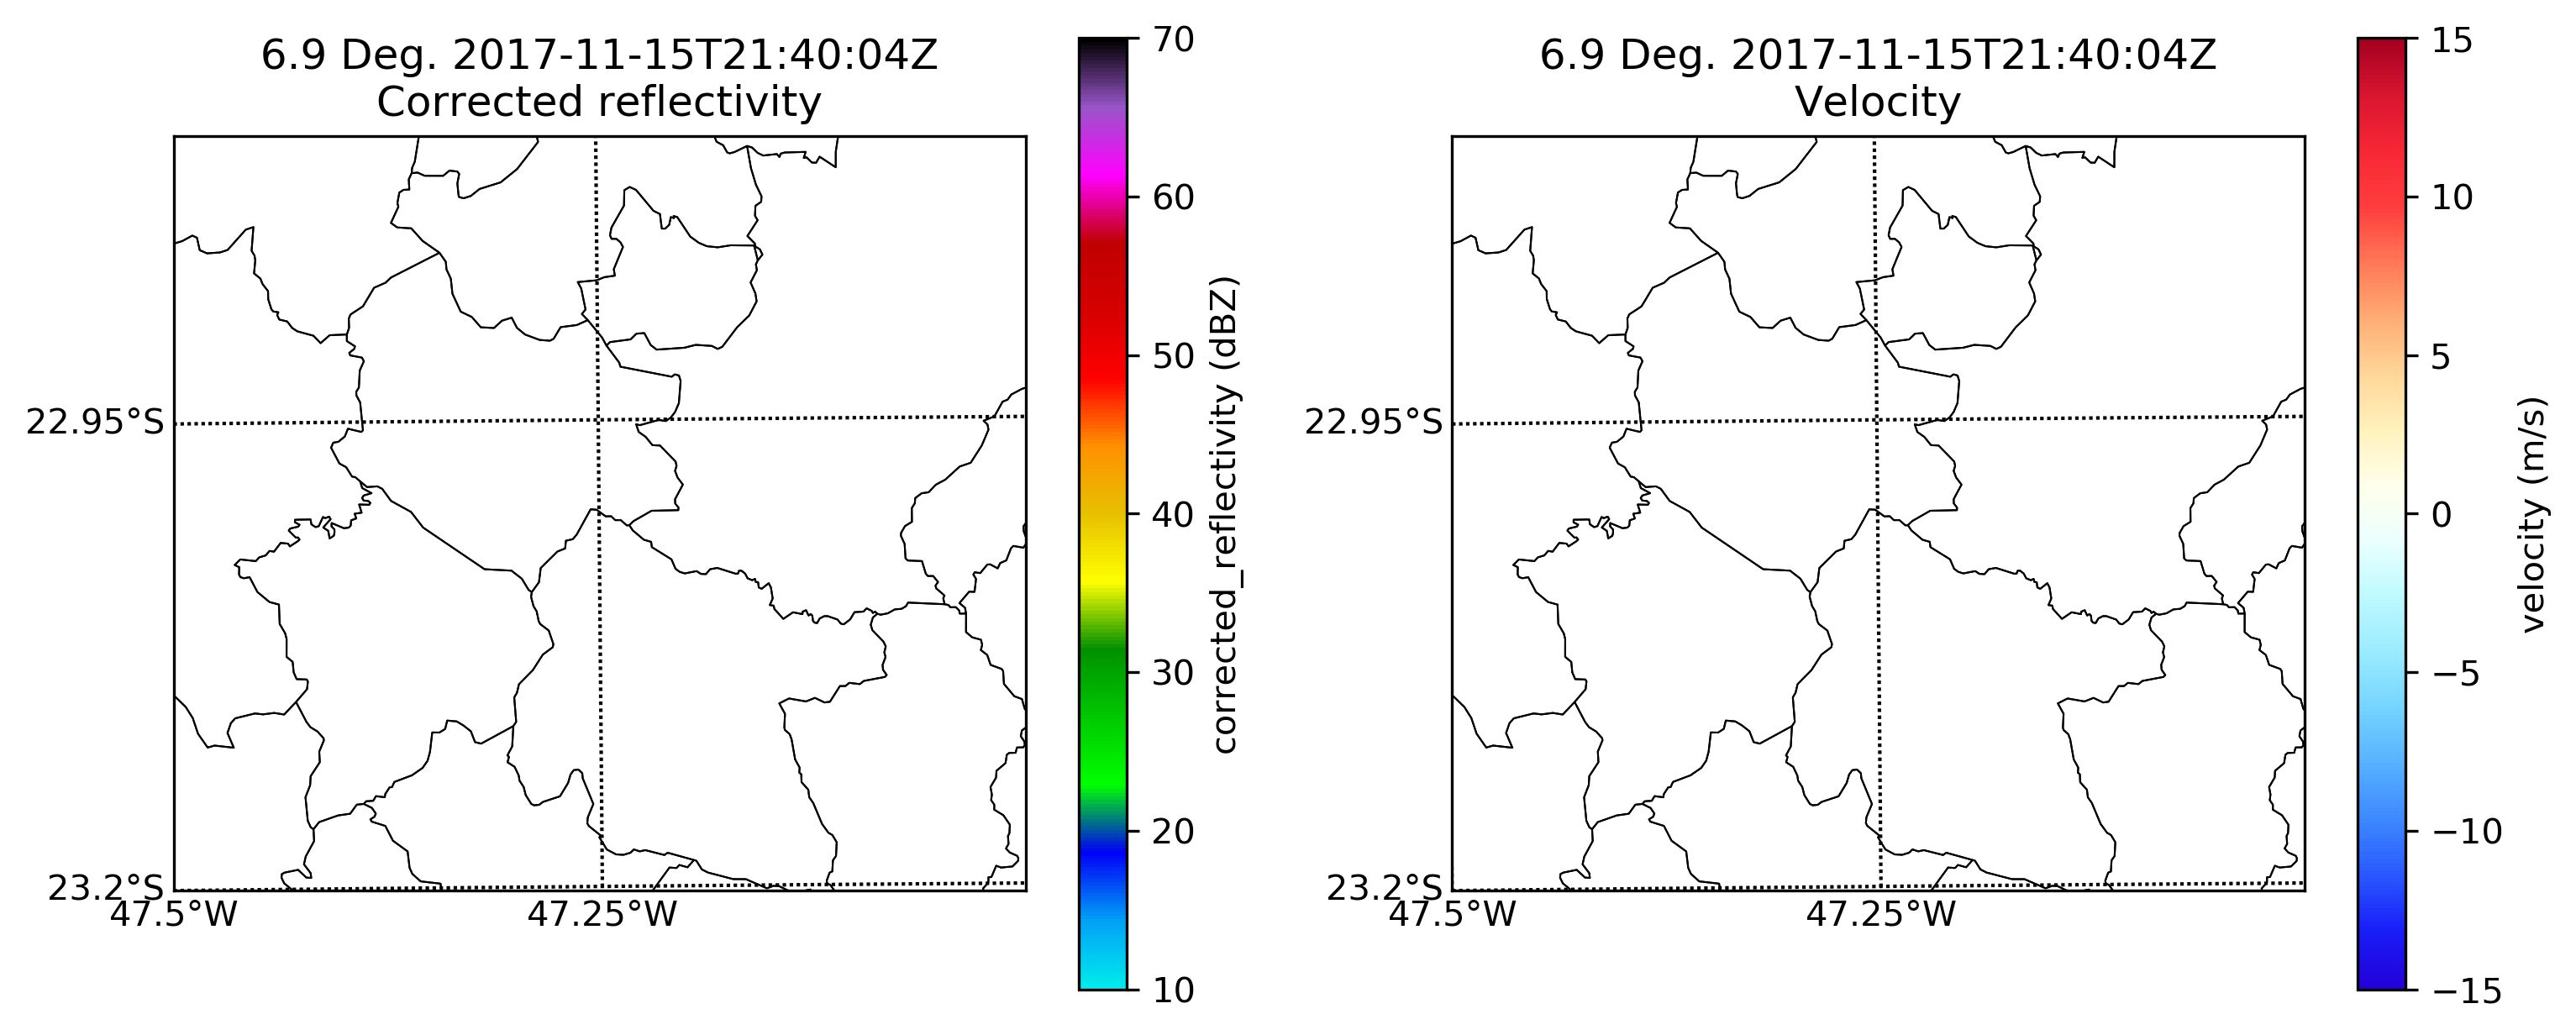 6.9 Deg. 2017-11-15T21:40:04Z
Corrected reflectivity
22.95°S
23.2°S
47.5°W
47.25°W
70
60
50
40
30
20
10
corrected_reflectivity (dBZ)
6.9 Deg. 2017-11-15T21:40:04Z
Velocity
22.95°S
23.2°S
47.5°W
47.25°W
15
10
5
0
−5
−10
−15
velocity (m/s)